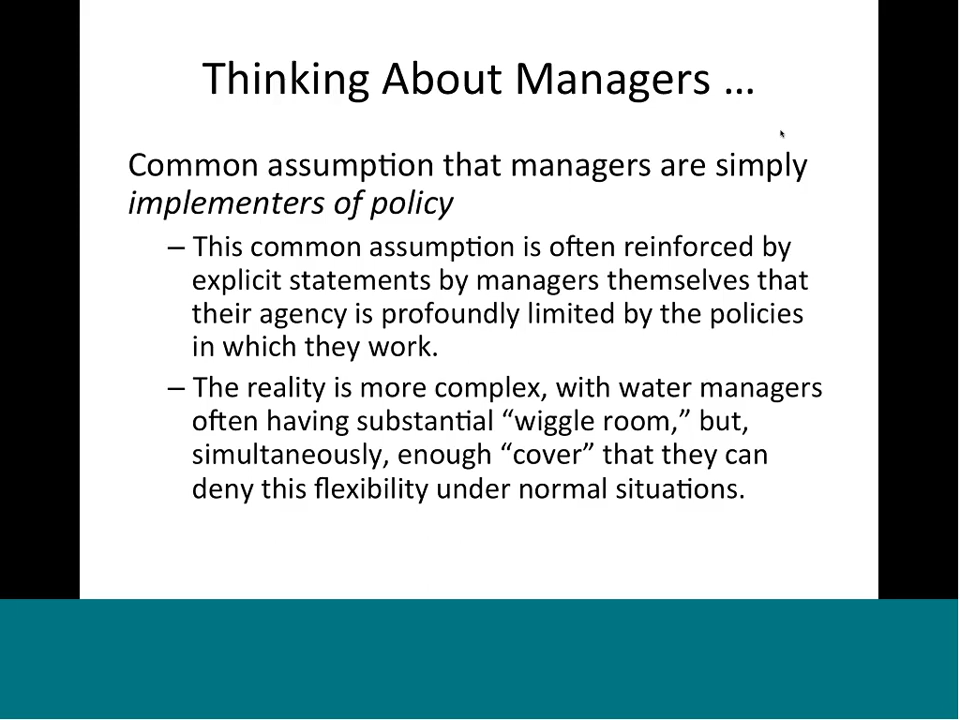 Thinking About Managers …
Common assumption that managers are simply
implementers of policy
– This common assumption is often reinforced by
explicit statements by managers themselves that
their agency is profoundly limited by the policies
in which they work.
– The reality is more complex, with water managers
often having substantial “wiggle room,” but,
simultaneously, enough “cover” that they can
deny this flexibility under normal situations.